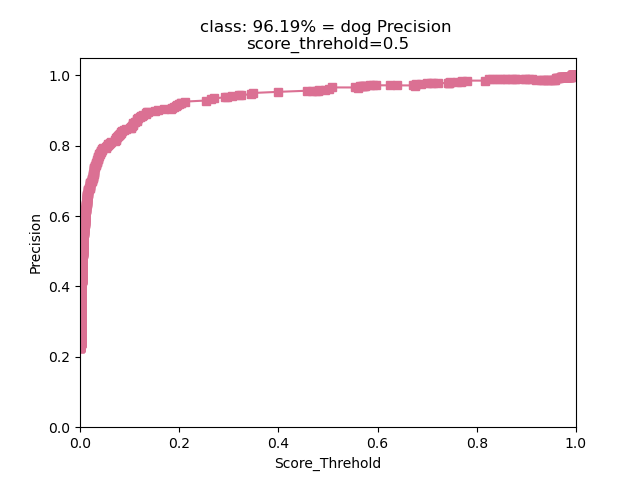 class: 96.19% = dog Precision
score_threhold=0.5
1.0
0.8
0.6
0.4
0.2
0.0
Precision
0.0 0.2 0.4 0.6 0.8 1.0
Score_Threhold